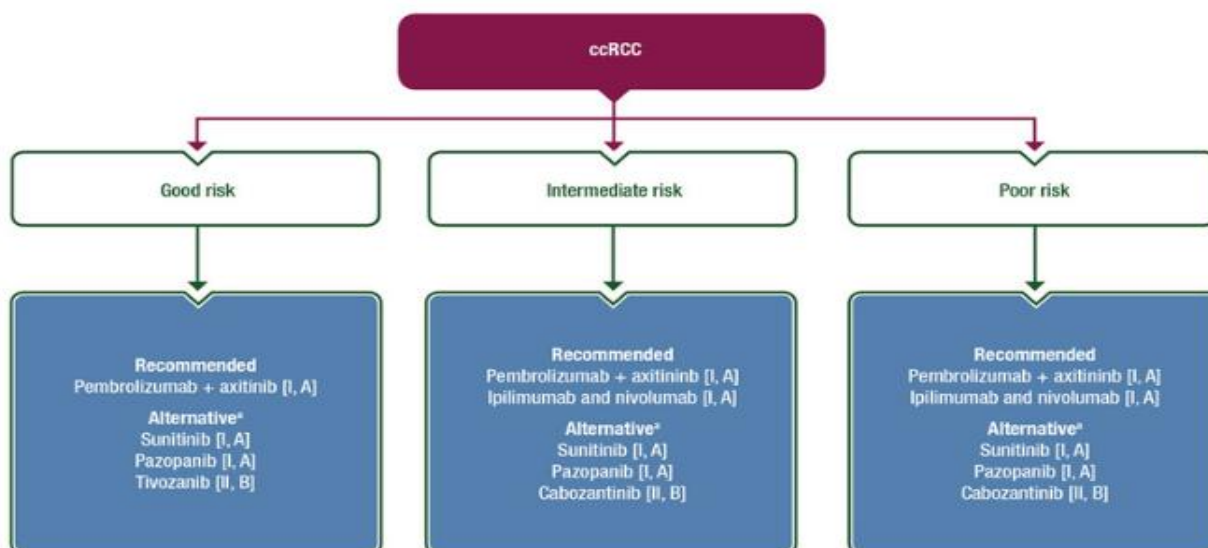 ccRCC
Good risk
Intermediate risk
Poor risk
Recommended
Pembrolizumab + axitinib [I, A]
Alternativeª
Sunitinib [I, A]
Pazopanib [I, A]
Tivozanib [II, B]
Recommended
Pembrolizumab + axitininb [I, A]
Ipilimumab and nivolumab [I, A]
Alternativeª
Sunitinib [I, A]
Pazopanib [I, A]
Cabozantinib [II, B]
Recommended
Pembrolizumab + axitininb [I, A]
Ipilimumab and nivolumab [I, A]
Alternativeª
Sunitinib [I, A]
Pazopanib [I, A]
Cabozantinib [II, B]